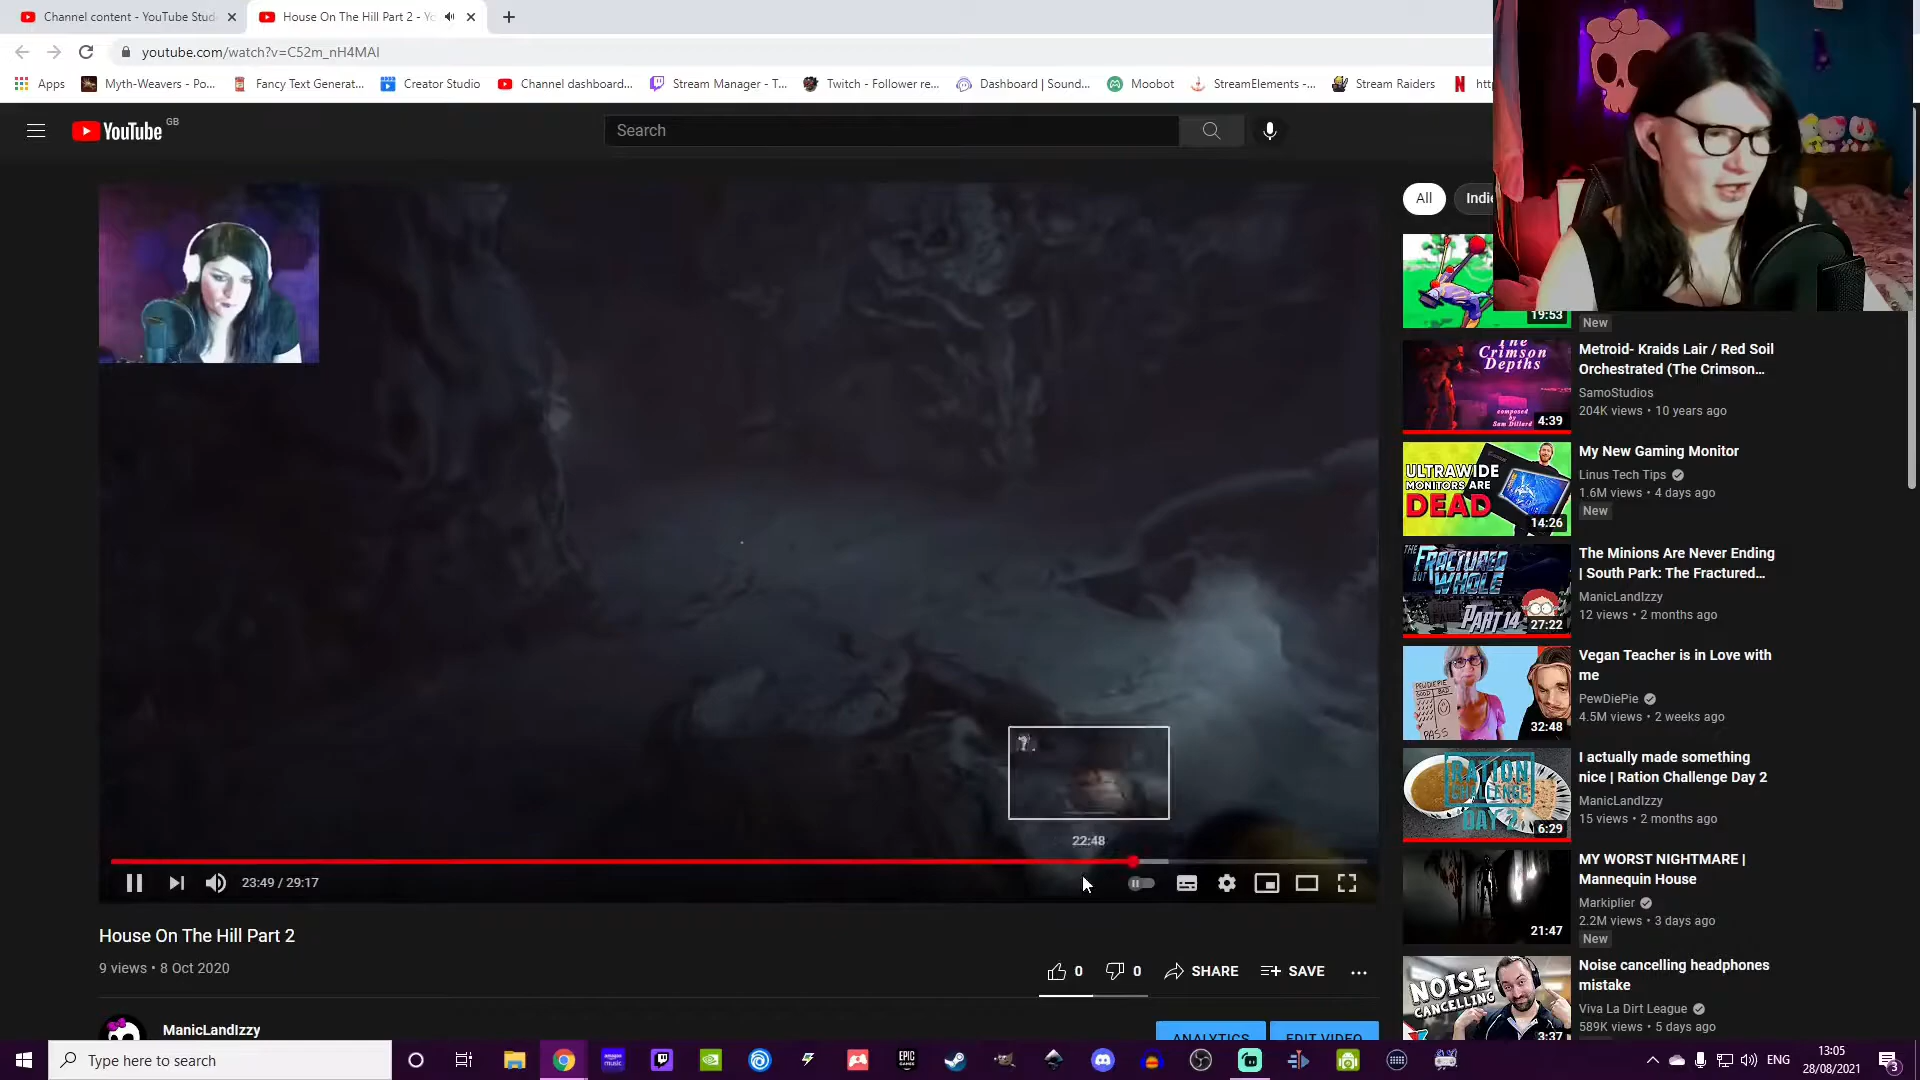 Channel content - YouTube Stud
House On The Hill Part 2 - Yo
youtube.com/watch?v=C52m_nH4MAI
Apps
Myth-Weavers - Po...
Fancy Text Generat...
Creator Studio
Channel dashboard...
Stream Manager - T...
Twitch - Follower re...
Dashboard | Sound...
Moobot
StreamElements -...
Stream Raiders
YouTube GB
Search
All
Indie
19:53
New
The Crimson Depths
composed by Sam Dillard
4:39
Metroid- Kraids Lair / Red Soil
Orchestrated (The Crimson...
SamoStudios
204K views • 10 years ago
ULTRAWIDE
MONITORS ARE
DEAD
14:26
My New Gaming Monitor
Linus Tech Tips
1.6M views • 4 days ago
New
THE
FRACTURED
BUT
WHOLE
PART 14
27:22
The Minions Are Never Ending
| South Park: The Fractured...
ManicLandIzzy
12 views • 2 months ago
PASS
32:48
Vegan Teacher is in Love with
me
PewDiePie
4.5M views • 2 weeks ago
RATION
CHALLENGE
DAY 2
6:29
I actually made something
nice | Ration Challenge Day 2
ManicLandIzzy
15 views • 2 months ago
21:47
MY WORST NIGHTMARE |
Mannequin House
Markiplier
2.2M views • 3 days ago
New
NOISE
CANCELLING
3:37
Noise cancelling headphones
mistake
Viva La Dirt League
589K views • 5 days ago
22:48
23:49 / 29:17
House On The Hill Part 2
9 views • 8 Oct 2020
0
0
SHARE
SAVE
ManicLandIzzy
ANALYTICS
EDIT VIDEO
Type here to search
amazon music
EPIC GAMES
ENG
13:05
28/08/2021
3